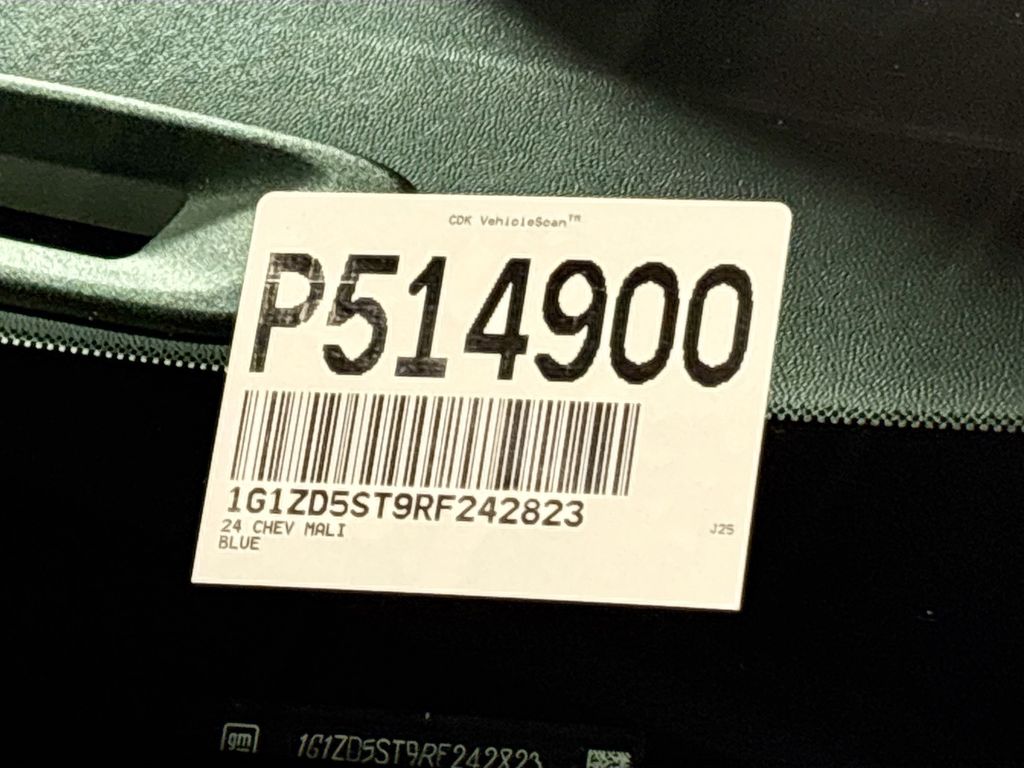 CDK VehicleScan™
P514900
1G1ZD5ST9RF242823
24 CHEV MALI
BLUE
J25
gm 1G1ZD5ST9RF242823